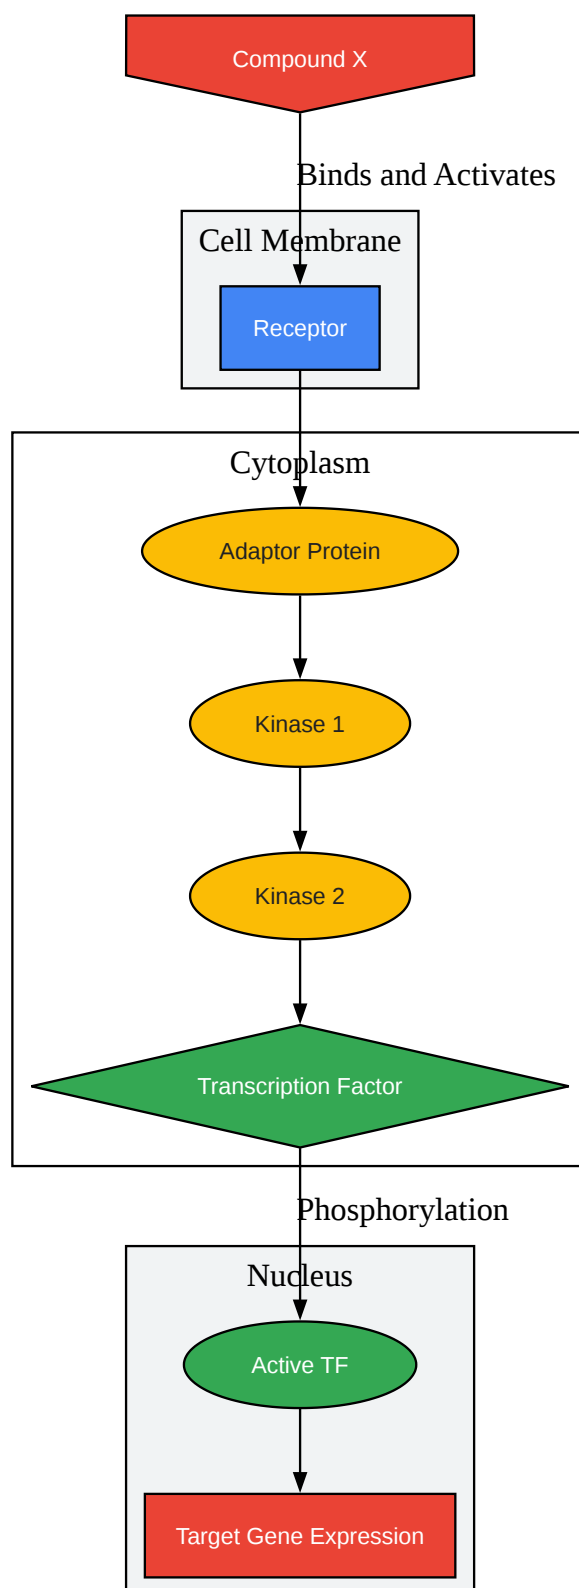 Compound X
Binds and Activates
Cell Membrane
Receptor
Cytoplasm
Adaptor Protein
Kinase 1
Kinase 2
Transcription Factor
Phosphorylation
Nucleus
Active TF
Target Gene Expression